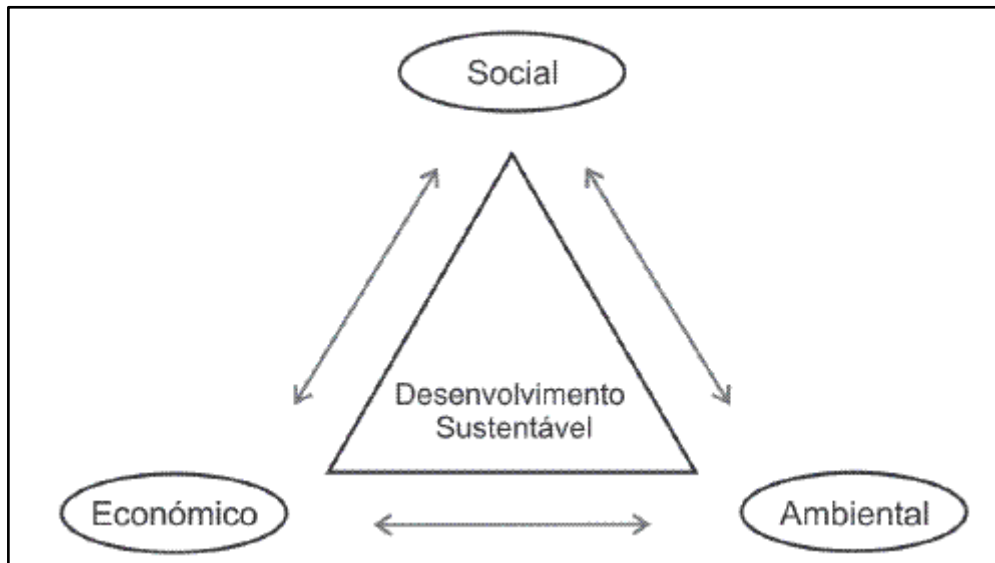 Social
Desenvolvimento
Sustentável
Económico
Ambiental